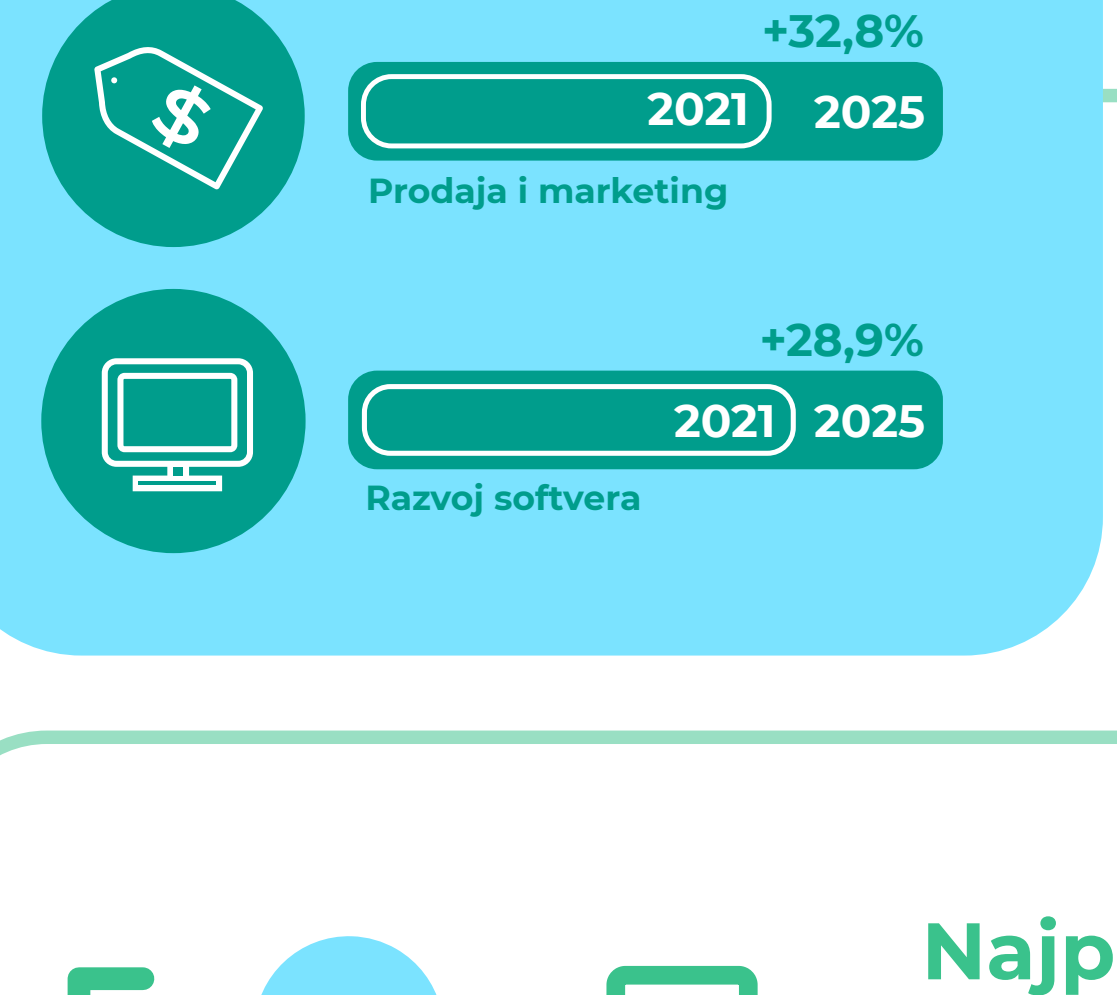 +32,8%
2021 2025
Prodaja i marketing
$
+28,9%
2021 2025
Razvoj softvera
Najp